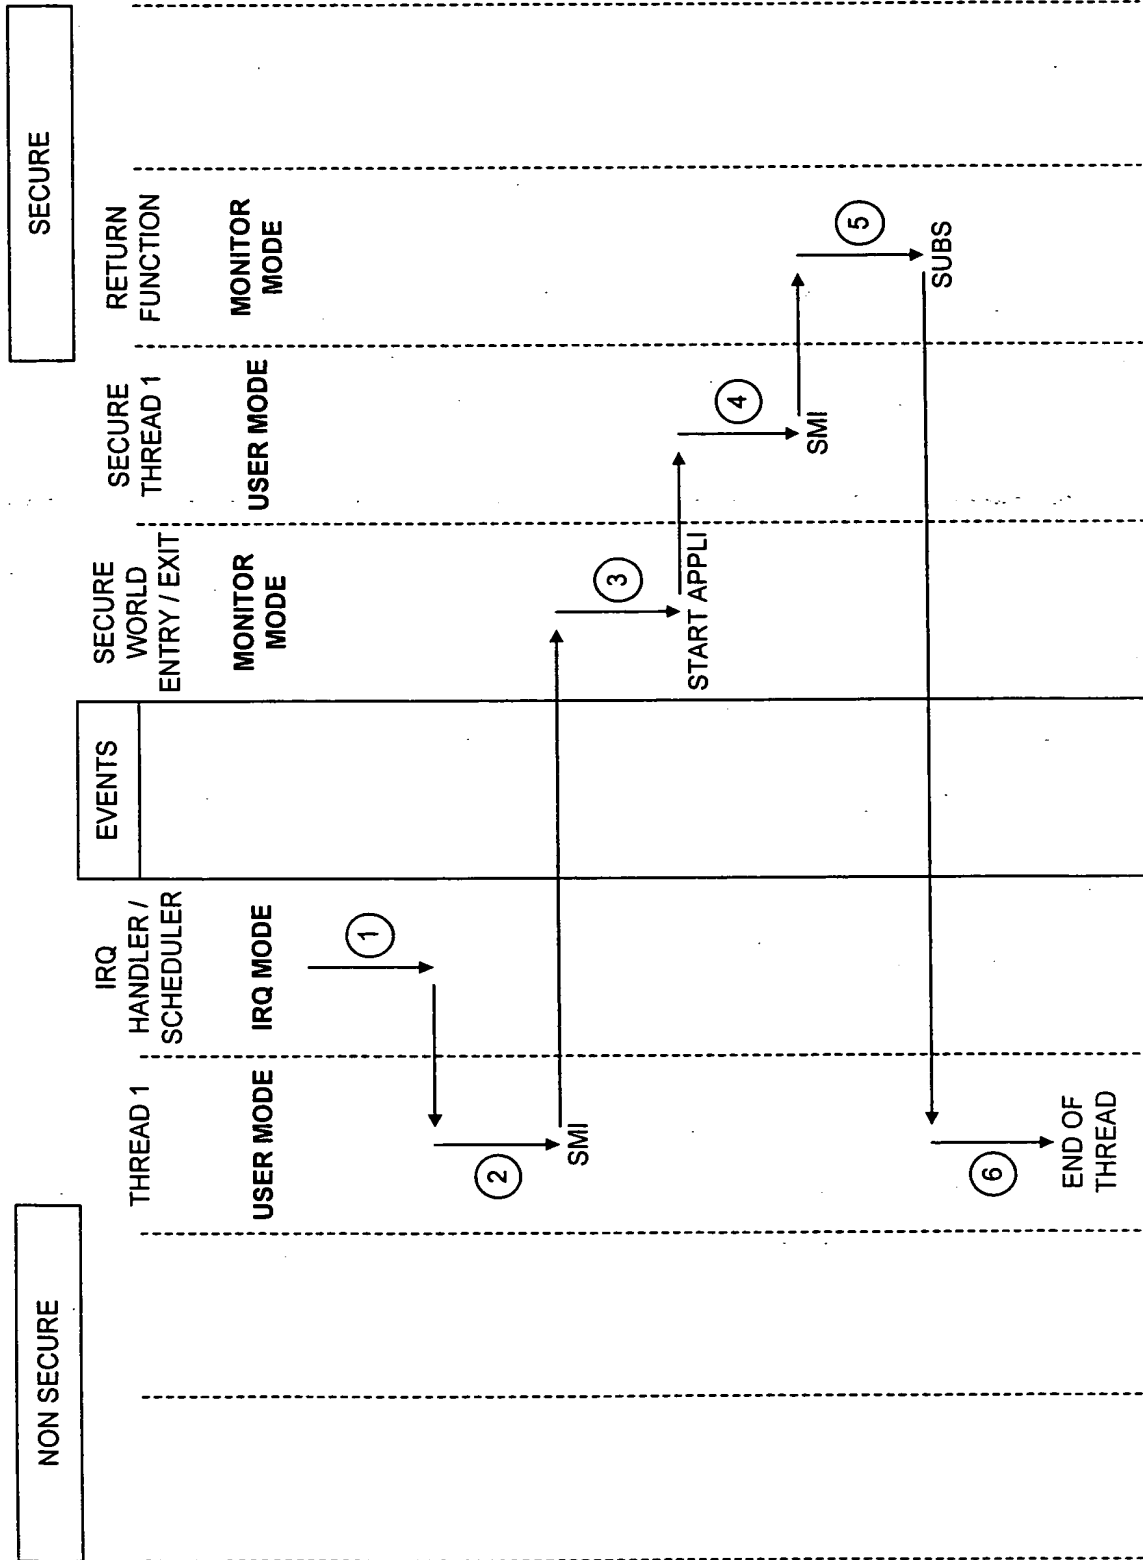 NON SECURE
SECURE
THREAD 1
USER MODE
IRQ
HANDLER /
SCHEDULER
IRQ MODE
EVENTS
SECURE
WORLD
ENTRY / EXIT
MONITOR
MODE
SECURE
THREAD 1
USER MODE
RETURN
FUNCTION
MONITOR
MODE
1
2
SMI
3
START APPLI
4
SMI
5
SUBS
6
END OF
THREAD